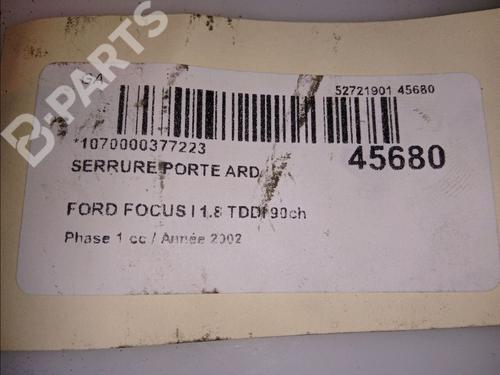 GA
52721901 45680
*1070000377223
45680
SERRURE PORTE ARD
FORD FOCUS I 1.8 TDDI 90ch
Phase 1 cc / Année 2002
B-PARTS